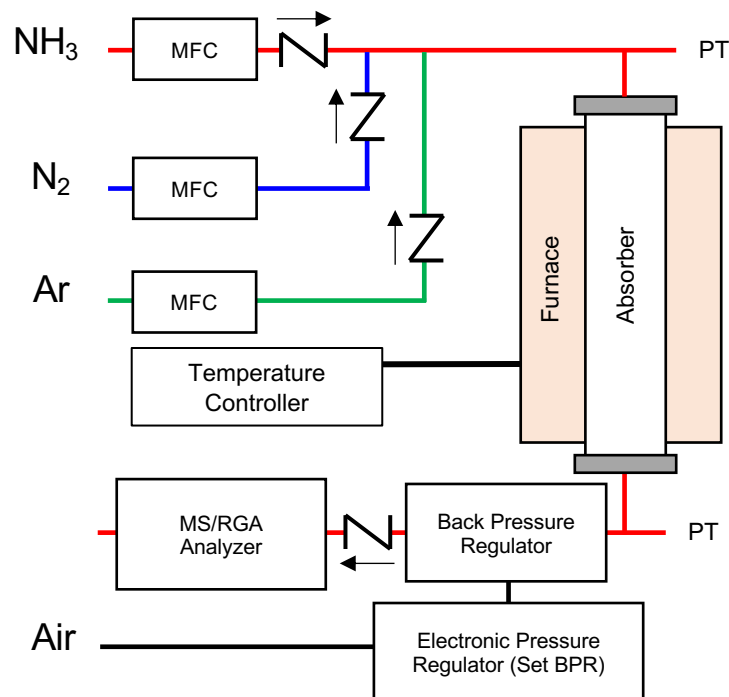 NH3
MFC
PT
N2
MFC
Ar
MFC
Furnace
Absorber
Temperature
Controller
MS/RGA
Analyzer
Back Pressure
Regulator
PT
Air
Electronic Pressure
Regulator (Set BPR)